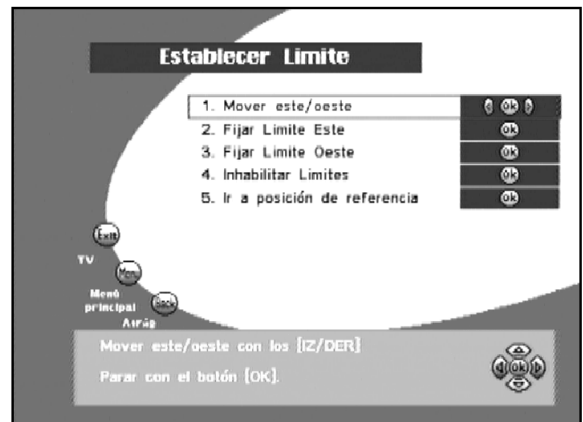 Establecer Limite
1. Mover este/oeste
ok
2. Fijar Limite Este
ok
3. Fijar Limite Oeste
ok
4. Inhabilitar Limites
ok
5. Ir a posición de referencia
ok
Exit
TV
Menu
Menú
principal
Back
Atrás
Mover este/oeste con los [IZ/DER]
Parar con el botón [OK].
ok